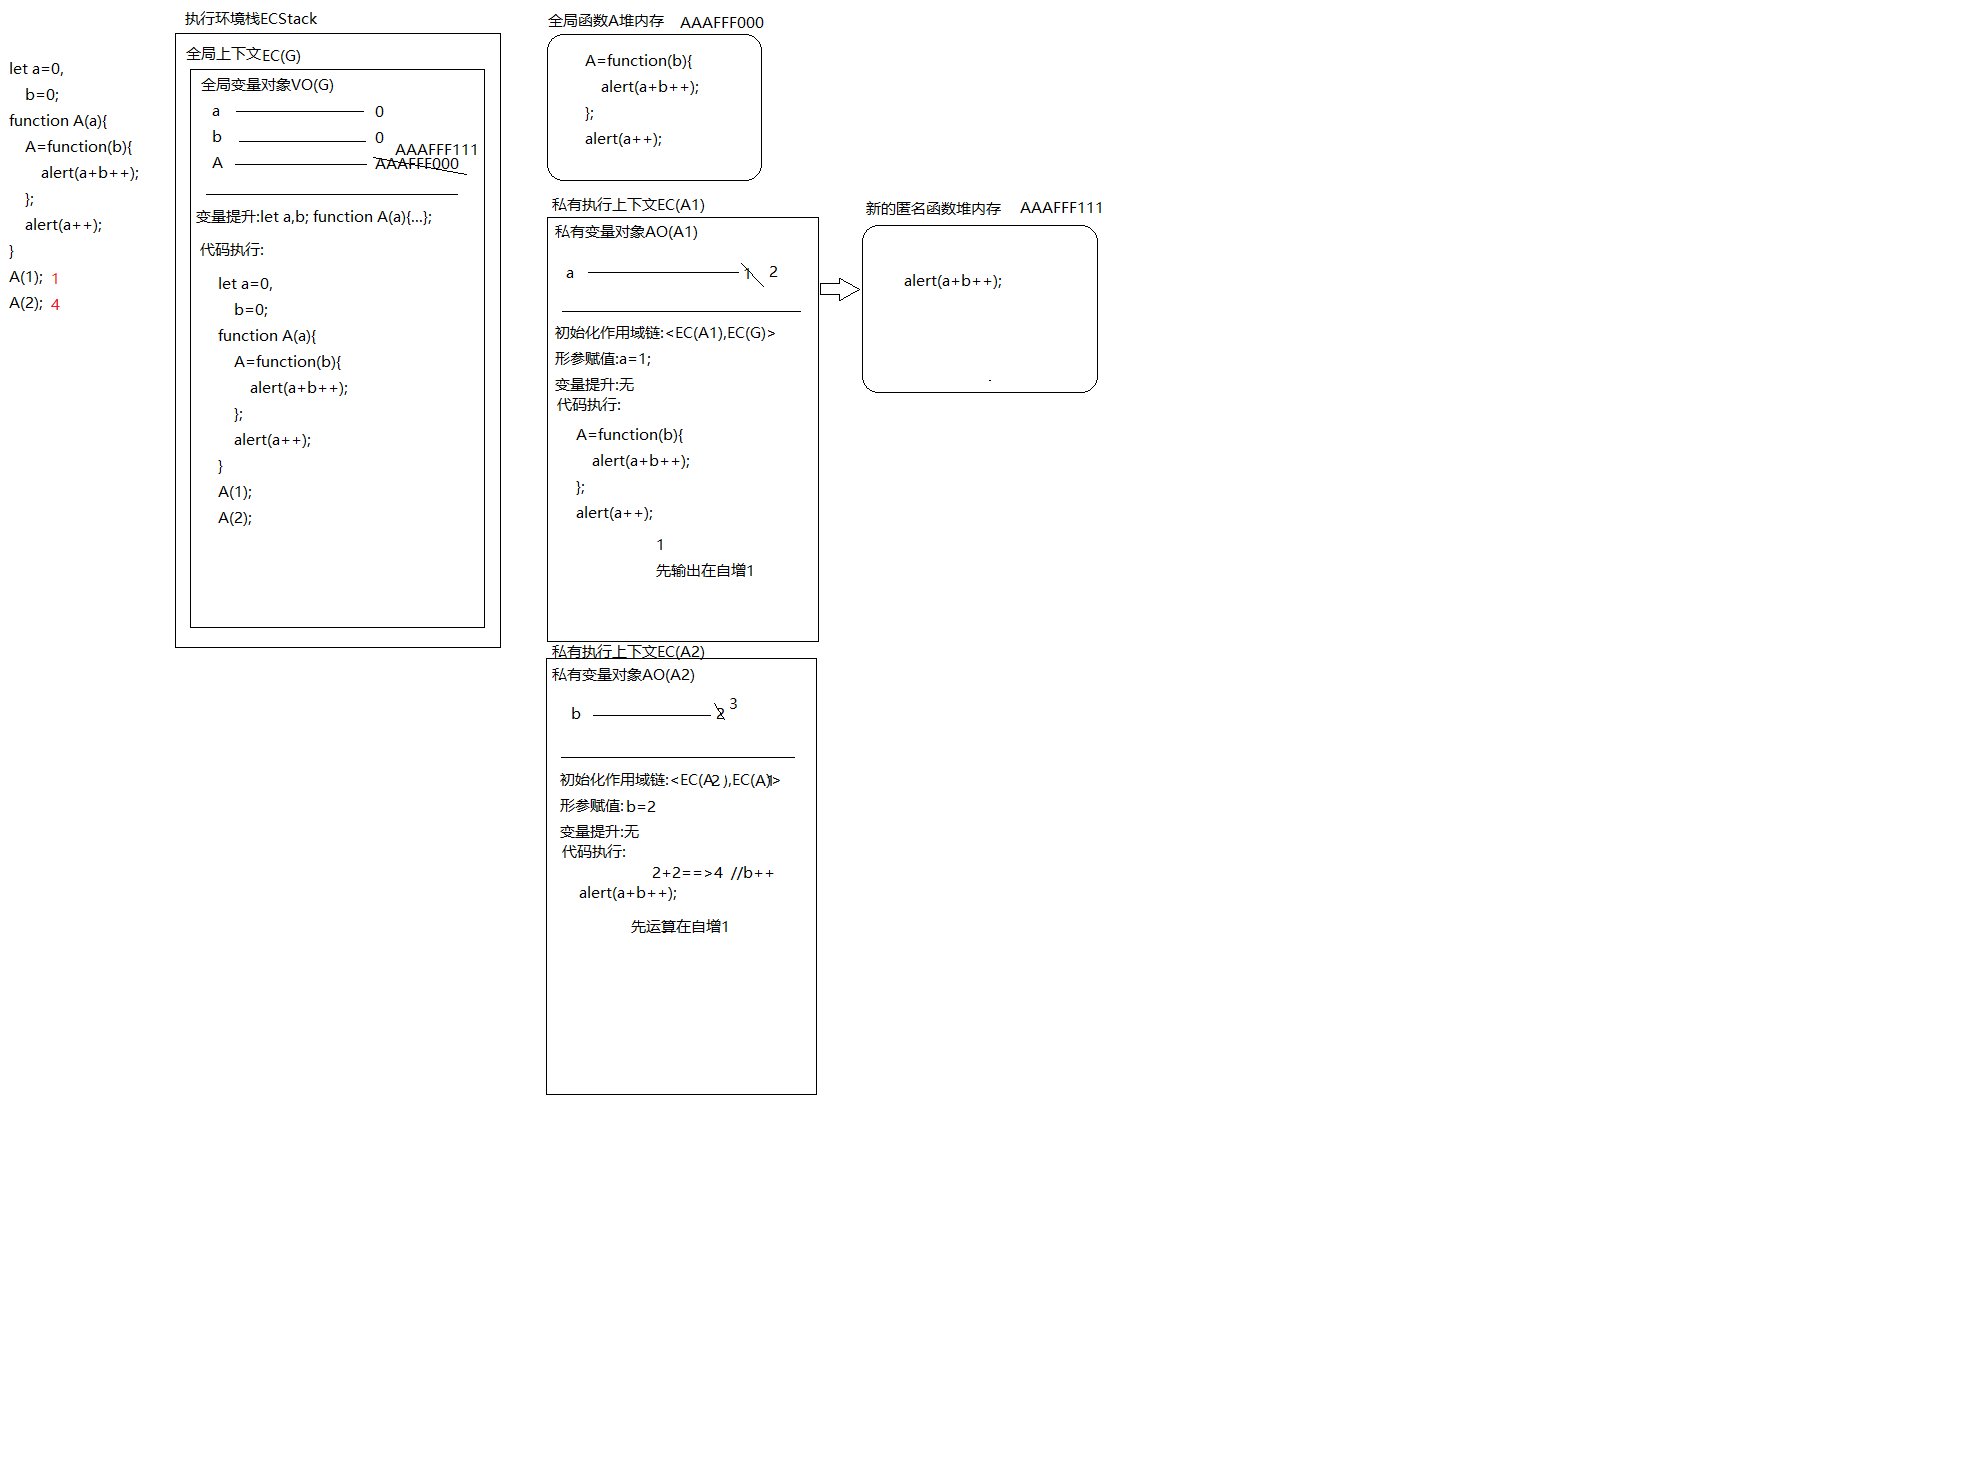 let a=0,
b=0;
function A(a){
A=function(b){
alert(a+b++);
};
alert(a++);
}
A(1); 1
A(2); 4
执行环境栈ECStack
全局上下文EC(G)
全局变量对象VO(G)
a 0
b 0
AAAFFF111
A AAAFFF000
变量提升:let a,b; function A(a){...};
代码执行:
let a=0,
b=0;
function A(a){
A=function(b){
alert(a+b++);
};
alert(a++);
}
A(1);
A(2);
全局函数A堆内存 AAAFFF000
A=function(b){
alert(a+b++);
};
alert(a++);
私有执行上下文EC(A1)
私有变量对象AO(A1)
a 1 2
初始化作用域链:<EC(A1),EC(G)>
形参赋值:a=1;
变量提升:无
代码执行:
A=function(b){
alert(a+b++);
};
alert(a++);
1
先输出在自增1
新的匿名函数堆内存 AAAFFF111
alert(a+b++);
私有执行上下文EC(A2)
私有变量对象AO(A2)
b 2 3
初始化作用域链:<EC(A2),EC(A1)>
形参赋值:b=2
变量提升:无
代码执行:
2+2==>4 //b++
alert(a+b++);
先运算在自增1